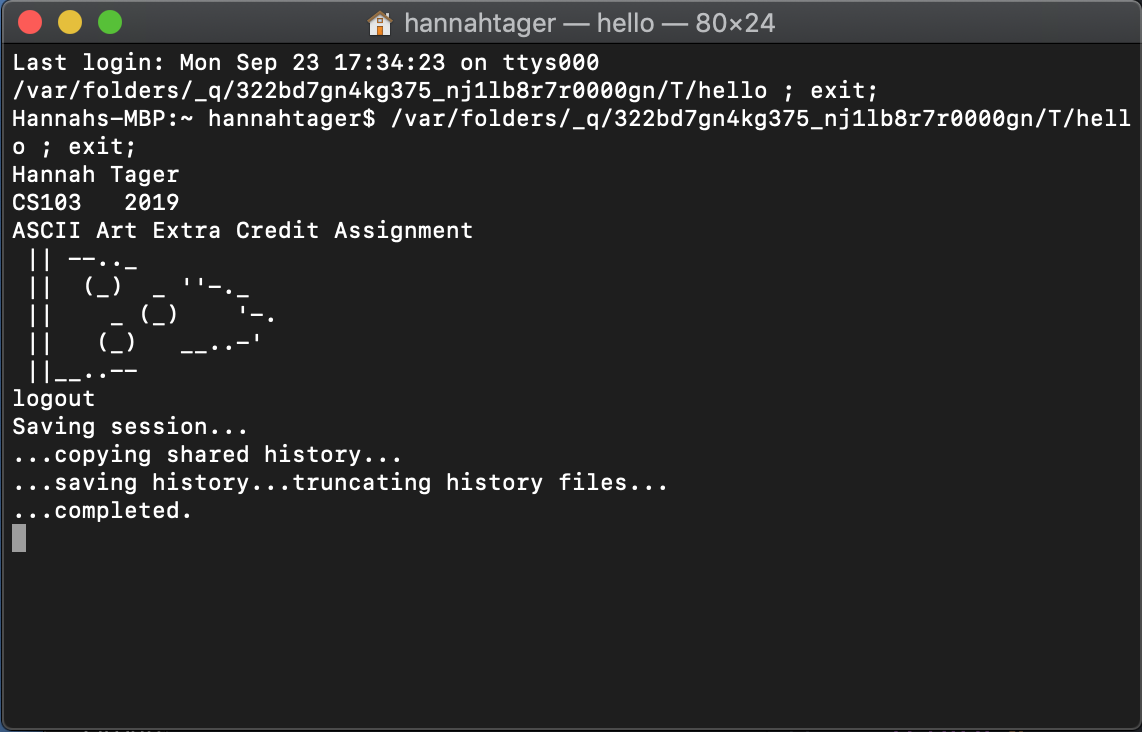 hannahtager — hello — 80×24
Last login: Mon Sep 23 17:34:23 on ttys000
/var/folders/_q/322bd7gn4kg375_nj1lb8r7r0000gn/T/hello ; exit;
Hannahs-MBP:~ hannahtager$ /var/folders/_q/322bd7gn4kg375_nj1lb8r7r0000gn/T/hell
o ; exit;
Hannah Tager
CS103   2019
ASCII Art Extra Credit Assignment
 || --.._
 ||  (_)  _ ''-._
 ||    _ (_)    '-.
 ||   (_)   __..-'
 ||__..--
logout
Saving session...
...copying shared history...
...saving history...truncating history files...
...completed.